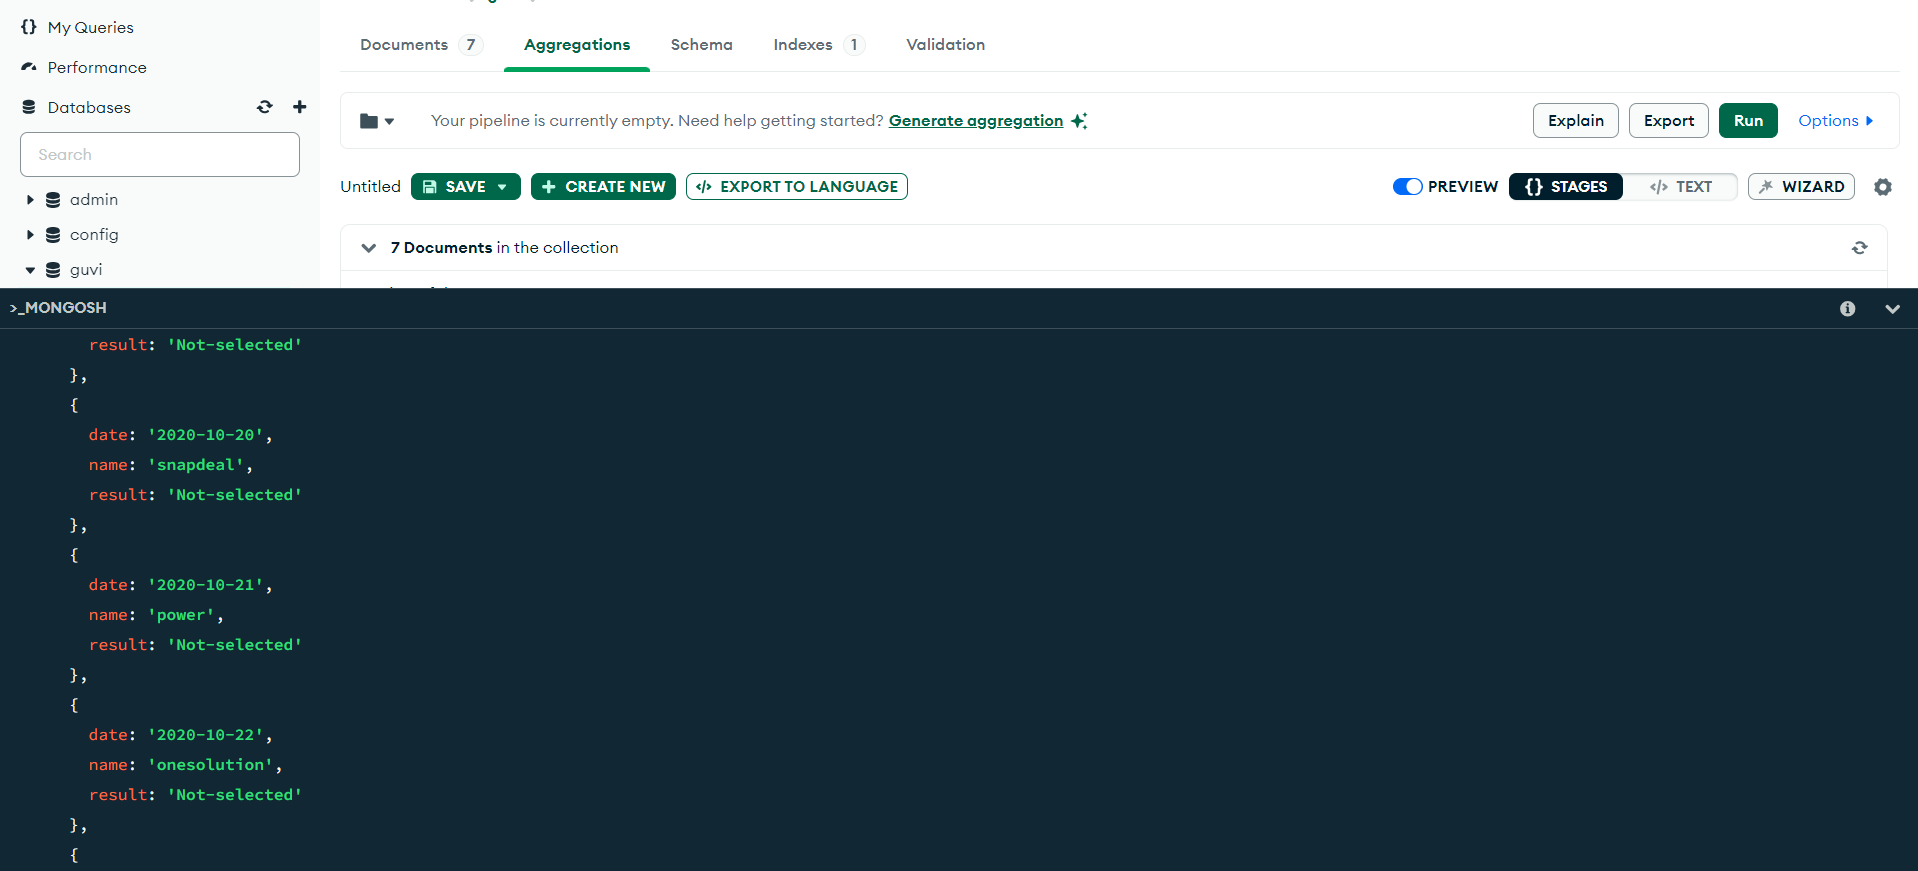 My Queries
Performance
Databases
Search
admin
config
guvi
Documents 7 Aggregations Schema Indexes 1 Validation
Your pipeline is currently empty. Need help getting started? Generate aggregation Explain Export Run Options
Untitled SAVE CREATE NEW </> EXPORT TO LANGUAGE PREVIEW {} STAGES </> TEXT WIZARD
7 Documents in the collection
>_MONGOSH
result: 'Not-selected'
},
{
date: '2020-10-20',
name: 'snapdeal',
result: 'Not-selected'
},
{
date: '2020-10-21',
name: 'power',
result: 'Not-selected'
},
{
date: '2020-10-22',
name: 'onesolution',
result: 'Not-selected'
},
{